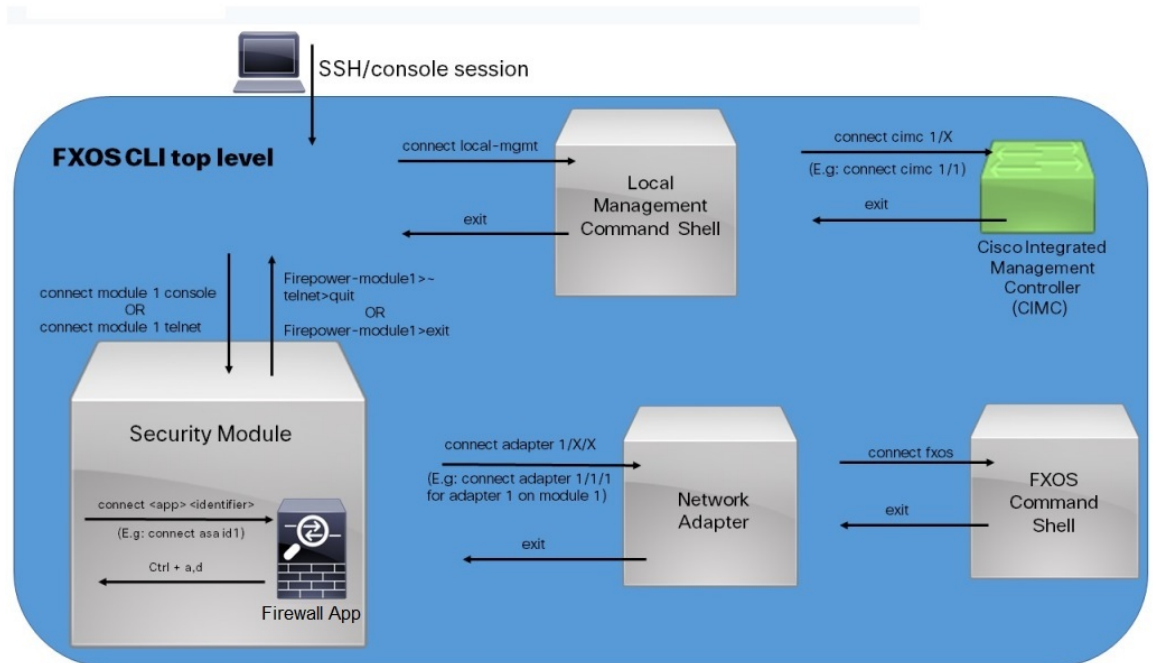 SSH/console session
FXOS CLI top level
connect local-mgmt
exit
Local
Management
Command Shell
connect cimc 1/X
(E.g: connect cimc 1/1)
exit
Cisco Integrated
Management
Controller
(CIMC)
connect module 1 console
OR
connect module 1 telnet
Firepower-module1>~
telnet>quit
OR
Firepower-module1>exit
Security Module
connect <app> <identifier>
(E.g: connect asa id1)
Ctrl + a,d
Firewall App
connect adapter 1/X/X
(E.g: connect adapter 1/1/1
for adapter 1 on module 1)
exit
Network
Adapter
connect fxos
exit
FXOS
Command
Shell